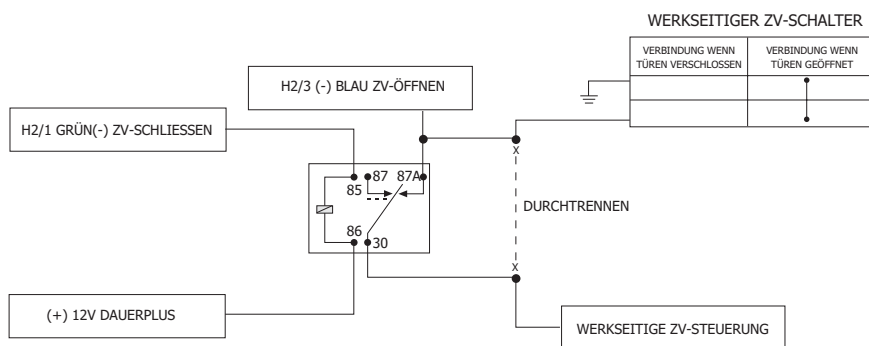 WERKSEITIGER ZV-SCHALTER
VERBINDUNG WENN
TÜREN VERSCHLOSSEN
VERBINDUNG WENN
TÜREN GEÖFFNET
H2/3 (-) BLAU ZV-ÖFFNEN
H2/1 GRÜN(-) ZV-SCHLIESSEN
X
87 87A
85
DURCHTRENNEN
86
30
X
(+) 12V DAUERPLUS
WERKSEITIGE ZV-STEUERUNG